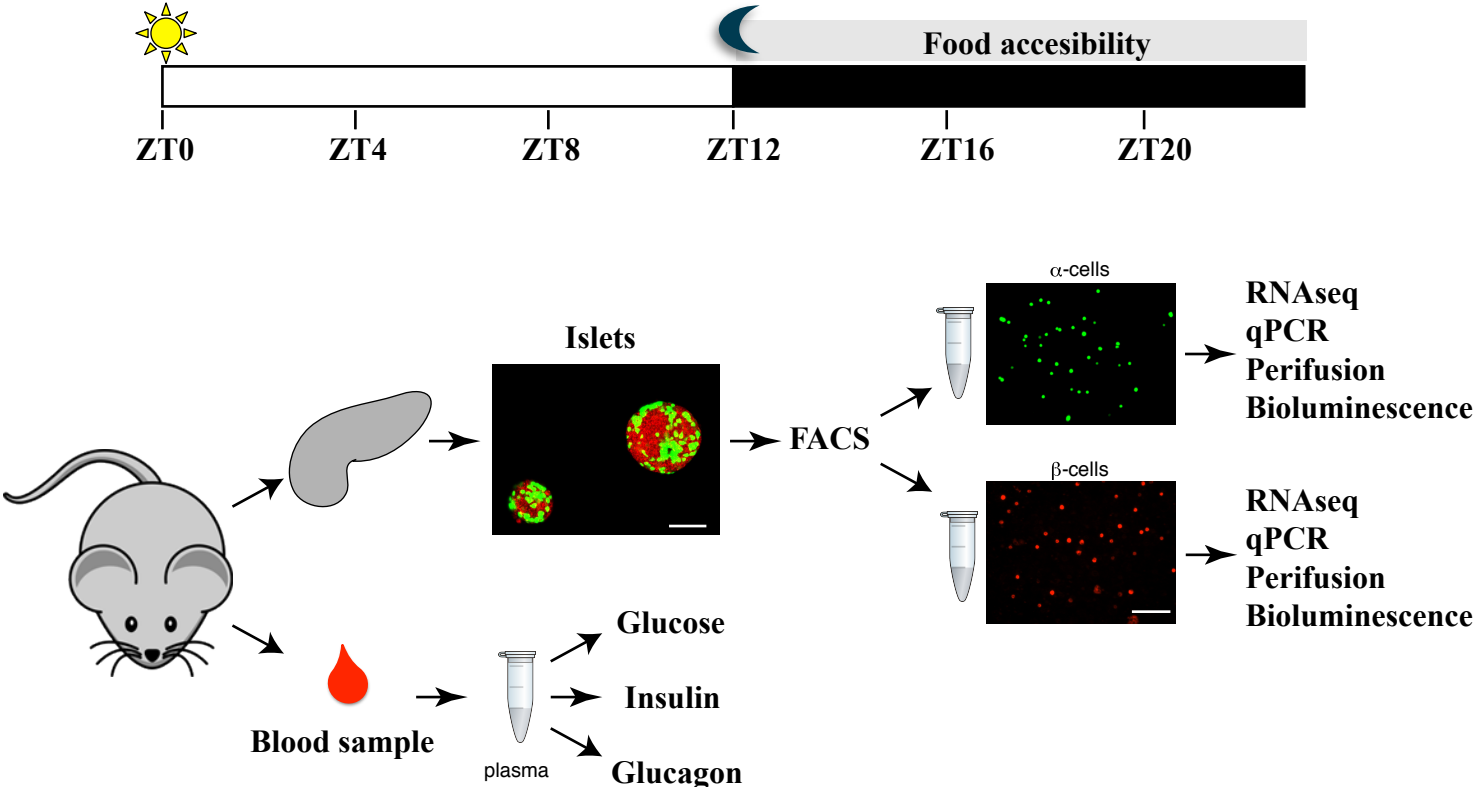 Food accesibility
ZT0 ZT4 ZT8 ZT12 ZT16 ZT20
Islets
FACS
α-cells
RNAseq
qPCR
Perifusion
Bioluminescence
β-cells
RNAseq
qPCR
Perifusion
Bioluminescence
Blood sample
plasma
Glucose
Insulin
Glucagon